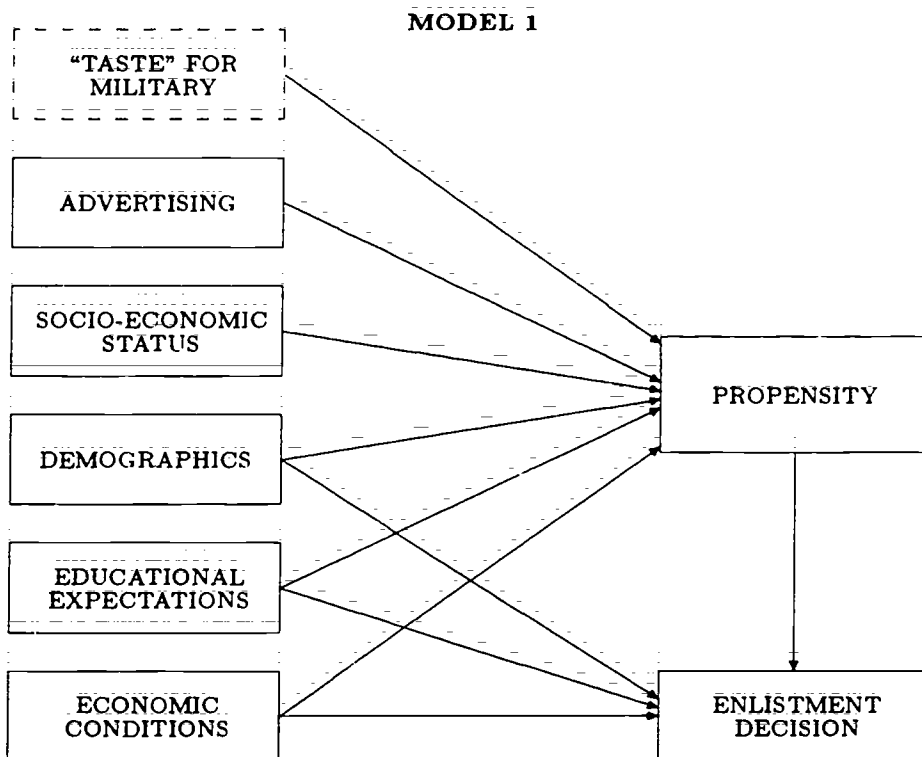 MODEL 1
"TASTE" FOR
MILITARY
ADVERTISING
SOCIO-ECONOMIC
STATUS
PROPENSITY
DEMOGRAPHICS
EDUCATIONAL
EXPECTATIONS
ECONOMIC
CONDITIONS
ENLISTMENT
DECISION